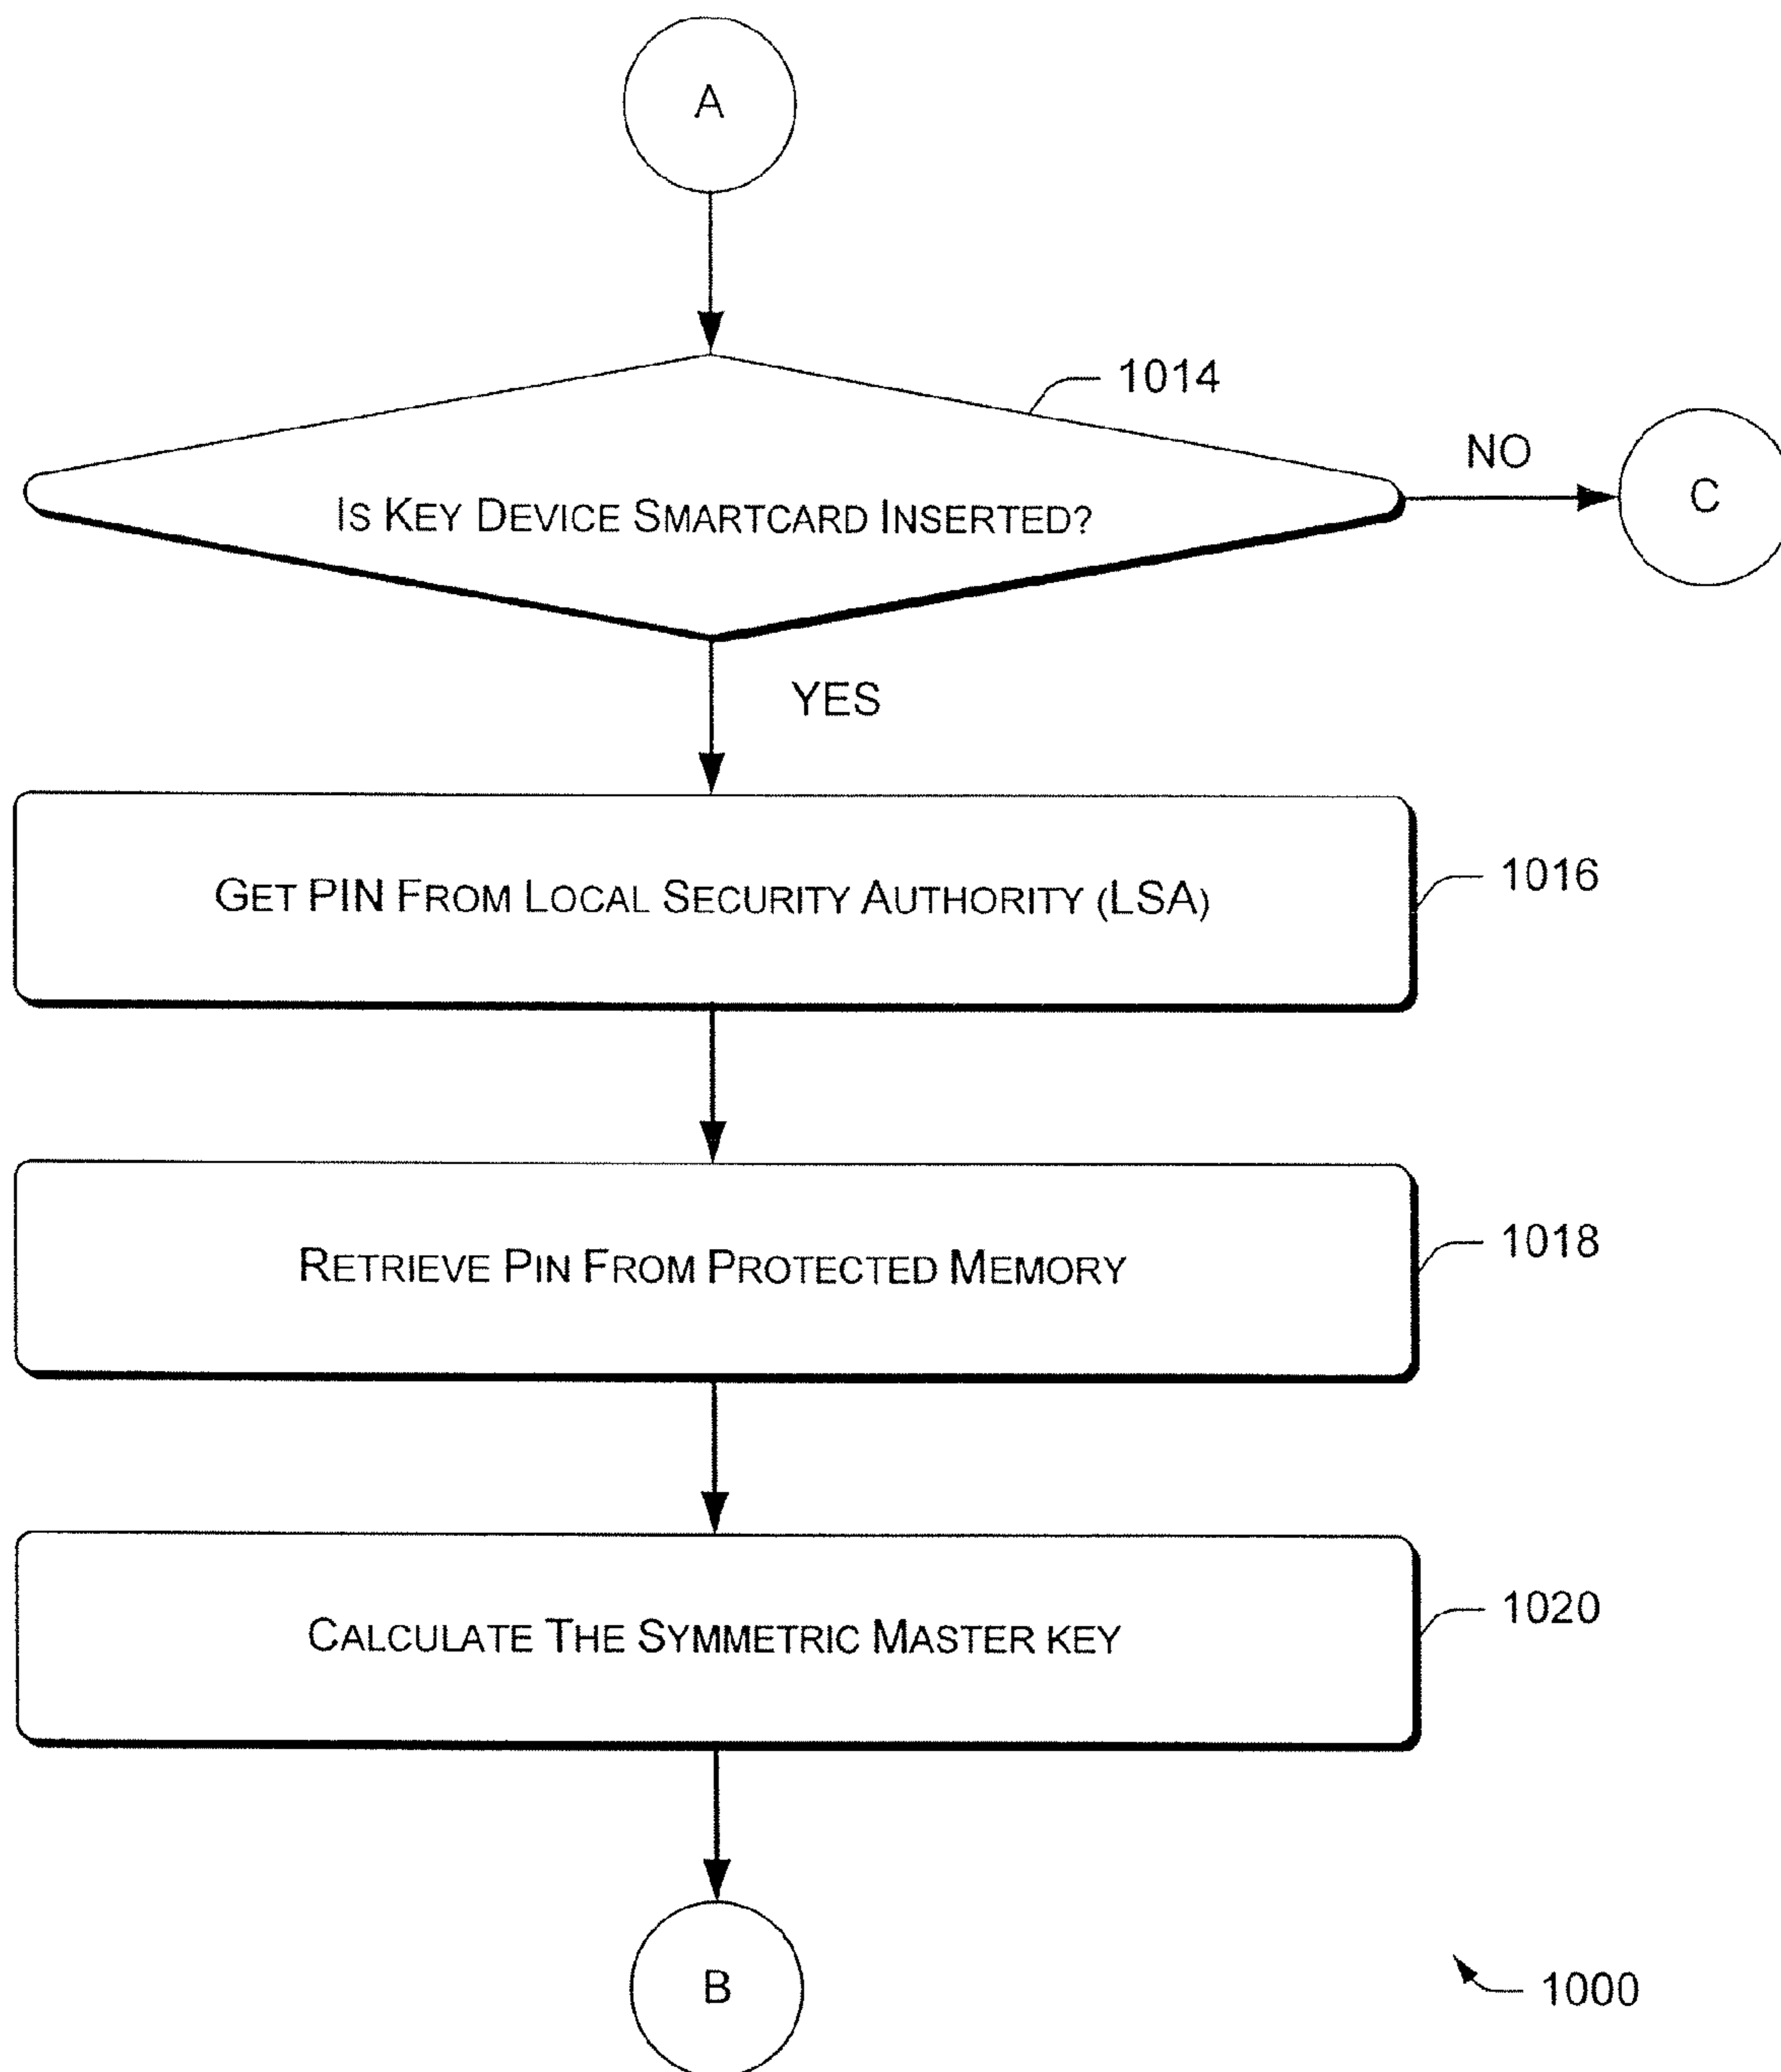 A
1014
NO
C
IS KEY DEVICE SMARTCARD INSERTED?
YES
GET PIN FROM LOCAL SECURITY AUTHORITY (LSA)
1016
RETRIEVE PIN FROM PROTECTED MEMORY
1018
CALCULATE THE SYMMETRIC MASTER KEY
1020
B
1000